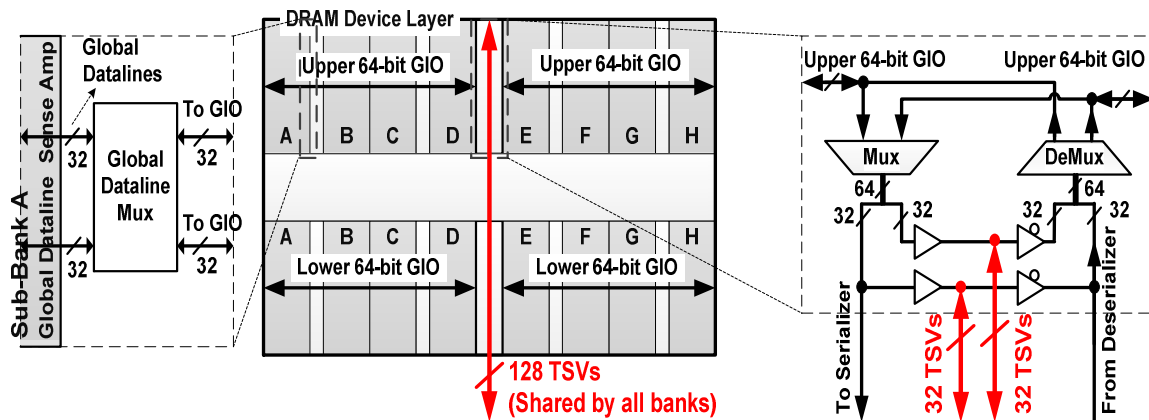 Sub-Bank A
Global Dataline Sense Amp
Global
Datalines
32
32
Global
Dataline
Mux
To GIO
32
To GIO
32
DRAM Device Layer
Upper 64-bit GIO
Upper 64-bit GIO
A B C D E F G H
A B C D E F G H
Lower 64-bit GIO
Lower 64-bit GIO
128 TSVs
(Shared by all banks)
Upper 64-bit GIO
Upper 64-bit GIO
32
32
Mux
DeMux
64
64
32
32
32
32
To Serializer
32 TSVs
32 TSVs
From Deserializer